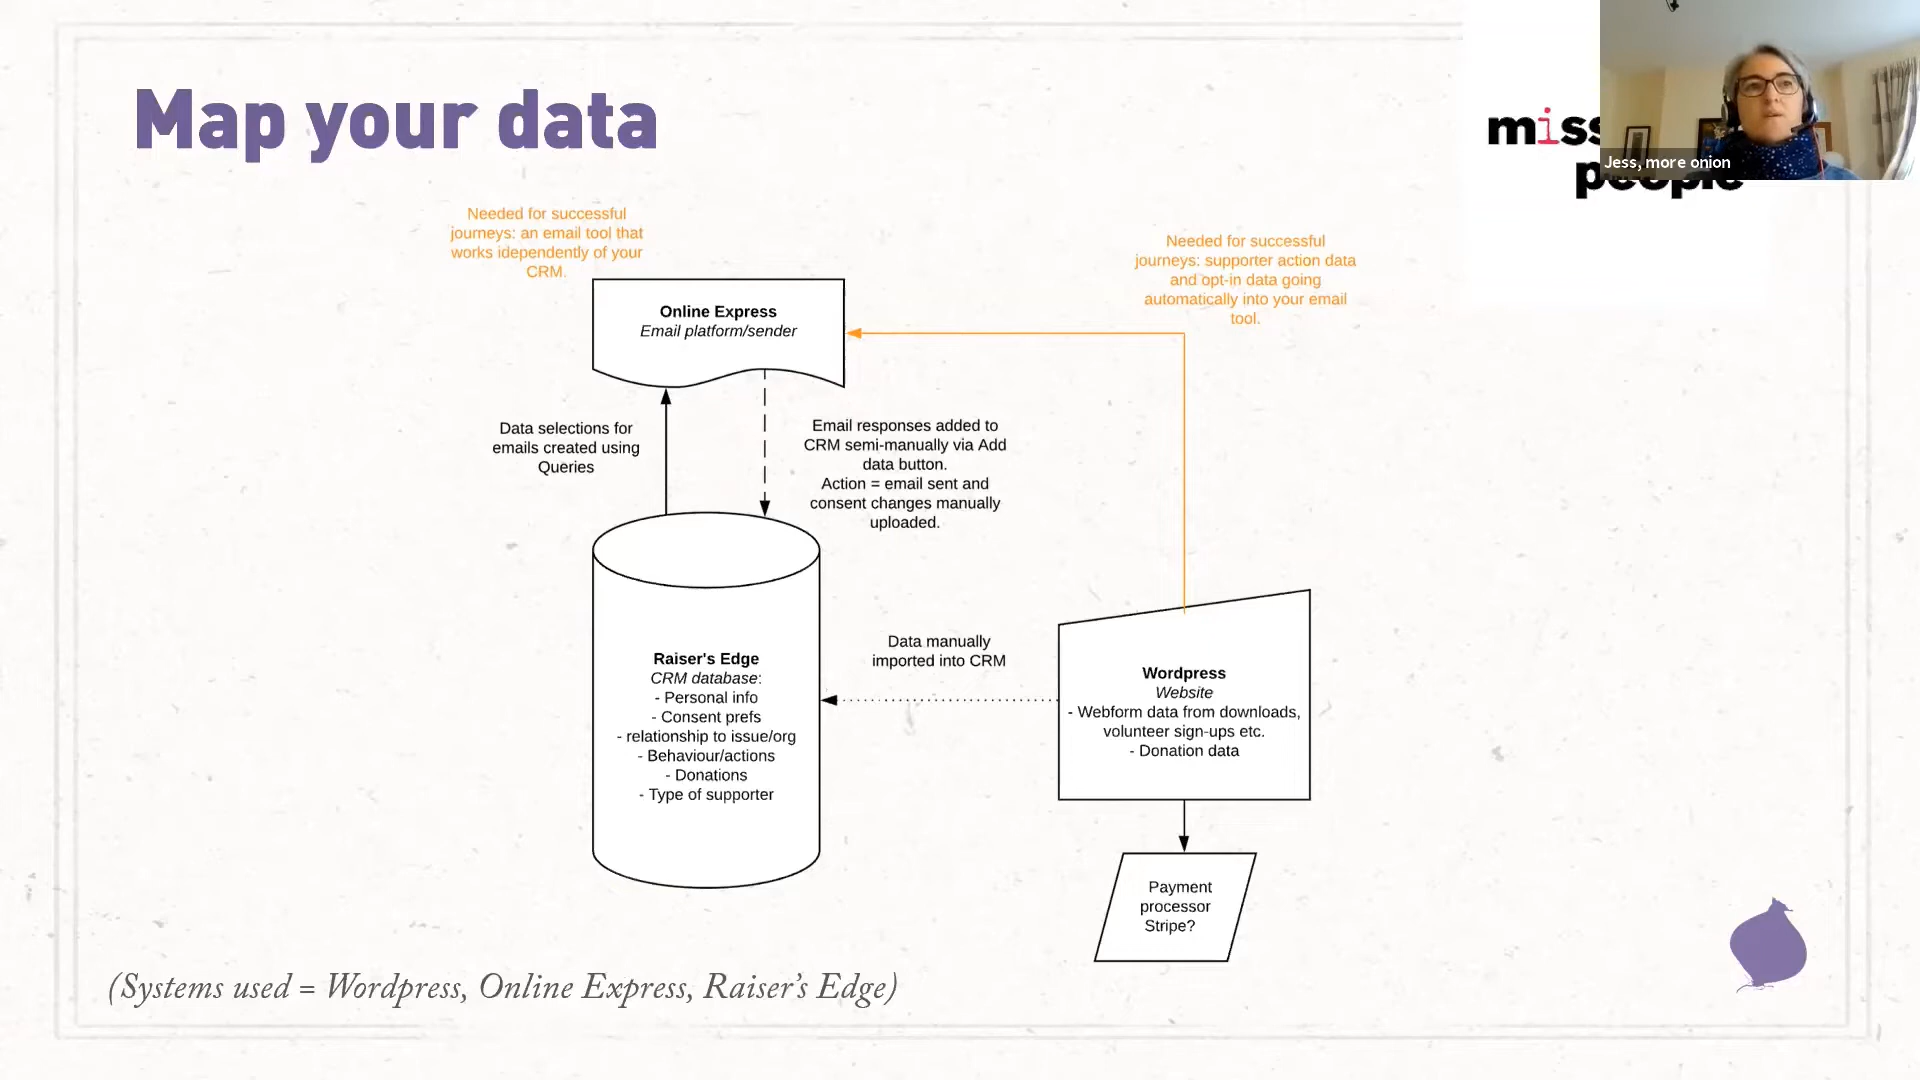 Map your data
miss
people
Jess, more onion
Needed for successful
journeys: an email tool that
works idependently of your
CRM.
Needed for successful
journeys: supporter action data
and opt-in data going
automatically into your email
tool.
Online Express
Email platform/sender
Data selections for
emails created using
Queries
Email responses added to
CRM semi-manually via Add
data button.
Action = email sent and
consent changes manually
uploaded.
Raiser's Edge
CRM database:
- Personal info
- Consent prefs
- relationship to issue/org
- Behaviour/actions
- Donations
- Type of supporter
Data manually
imported into CRM
Wordpress
Website
- Webform data from downloads,
volunteer sign-ups etc.
- Donation data
Payment
processor
Stripe?
(Systems used = Wordpress, Online Express, Raiser’s Edge)